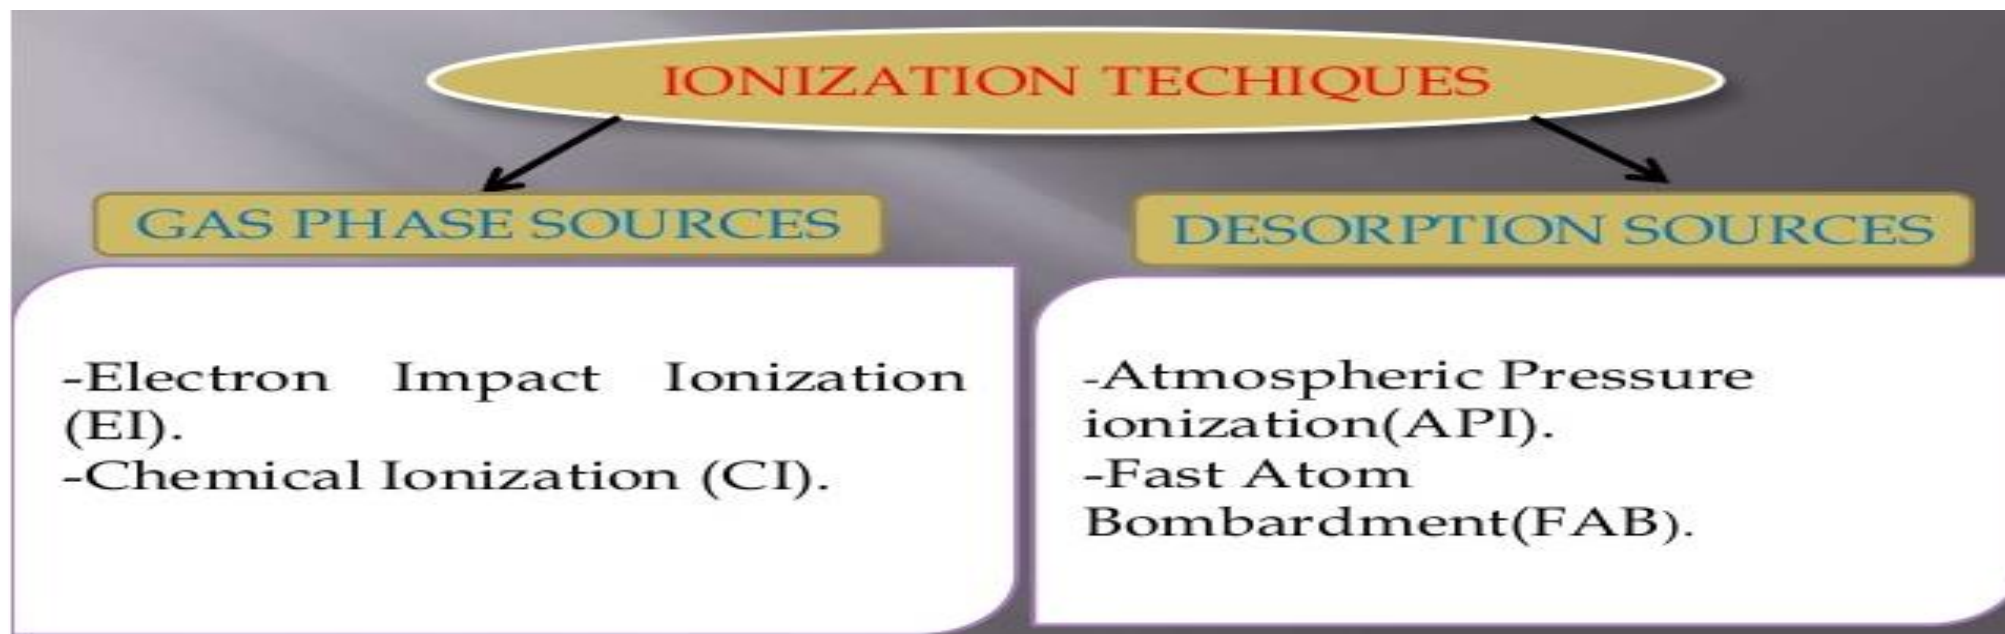 IONIZATION TECHIQUES
GAS PHASE SOURCES
-Electron Impact Ionization
(EI).
-Chemical Ionization (CI).
DESORPTION SOURCES
-Atmospheric Pressure
ionization(API).
-Fast Atom
Bombardment(FAB).